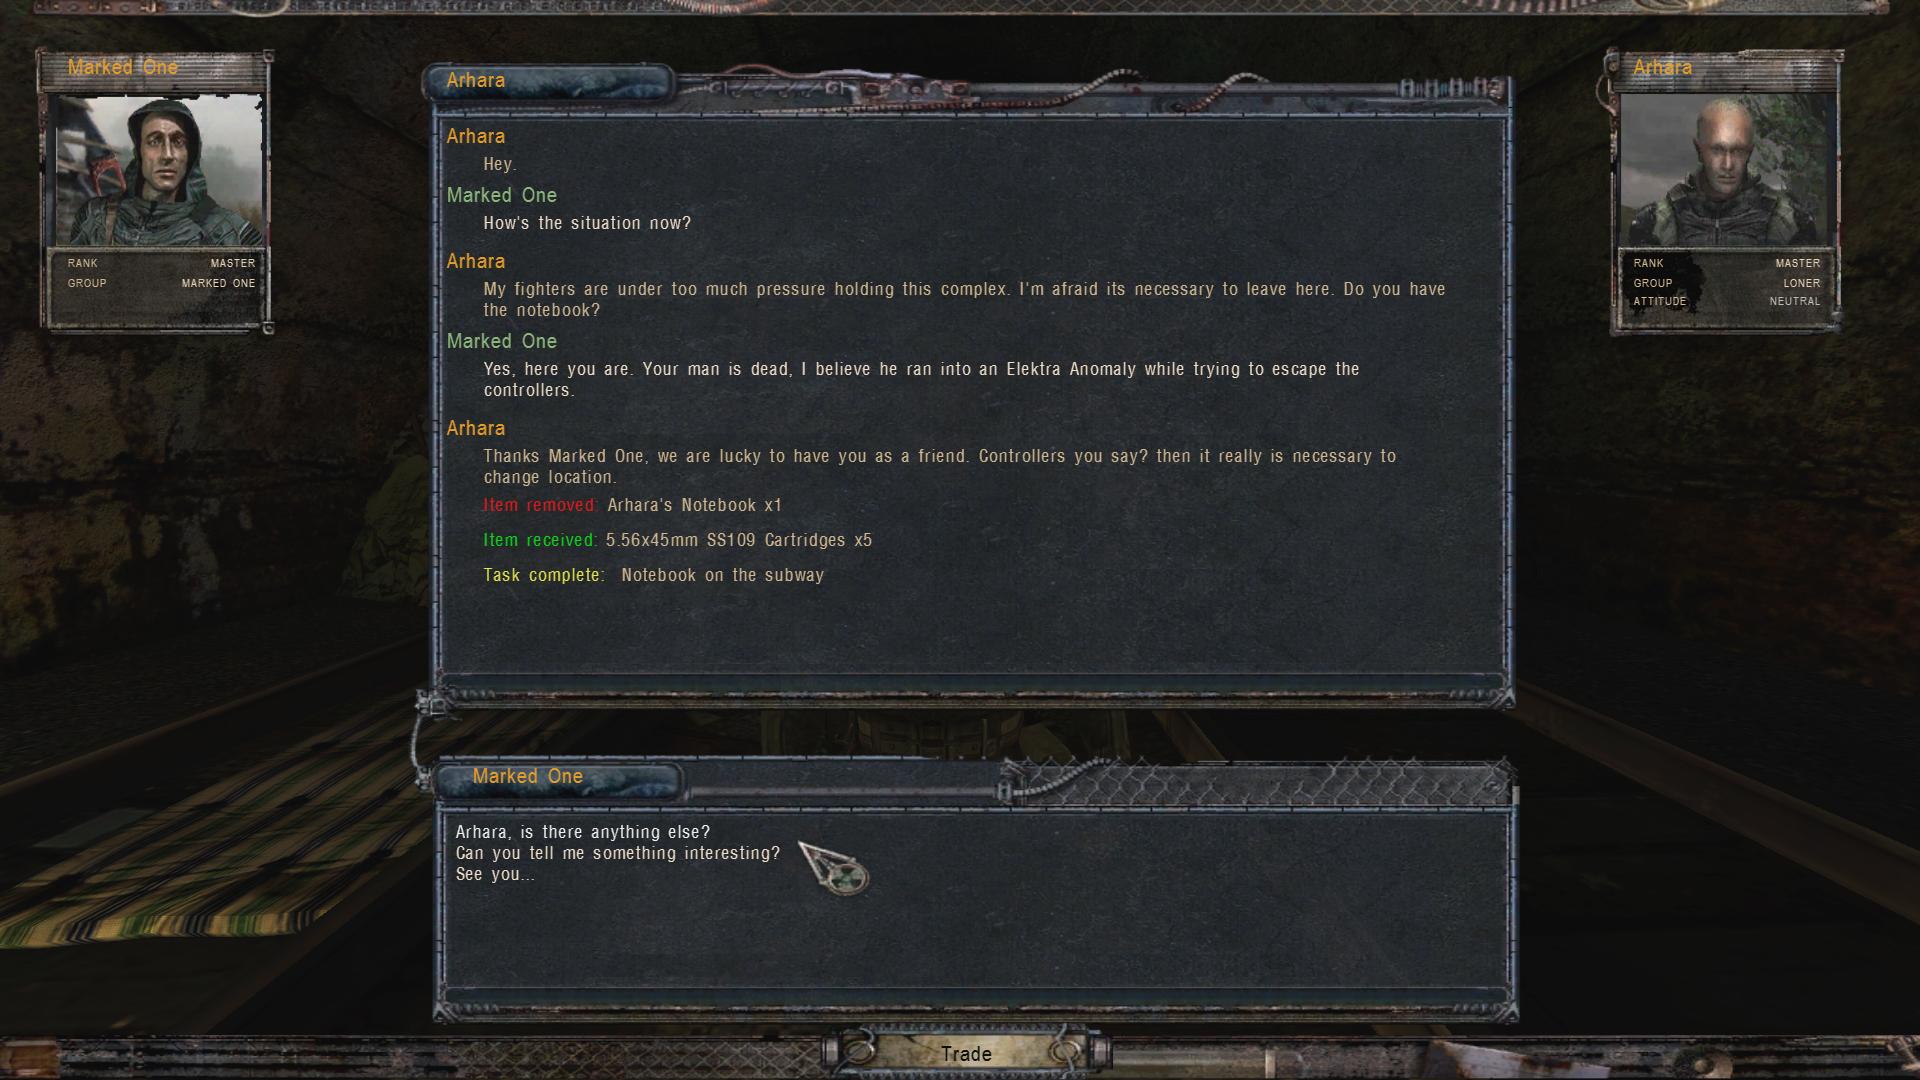 Marked One
RANK MASTER
GROUP MARKED ONE
Arhara
Arhara
Hey.
Marked One
How's the situation now?
Arhara
My fighters are under too much pressure holding this complex. I'm afraid its necessary to leave here. Do you have
the notebook?
Marked One
Yes, here you are. Your man is dead, I believe he ran into an Elektra Anomaly while trying to escape the
controllers.
Arhara
Thanks Marked One, we are lucky to have you as a friend. Controllers you say? then it really is necessary to
change location.
Item removed: Arhara's Notebook x1
Item received: 5.56x45mm SS109 Cartridges x5
Task complete: Notebook on the subway
Arhara
RANK MASTER
GROUP LONER
ATTITUDE NEUTRAL
Marked One
Arhara, is there anything else?
Can you tell me something interesting?
See you...
Trade